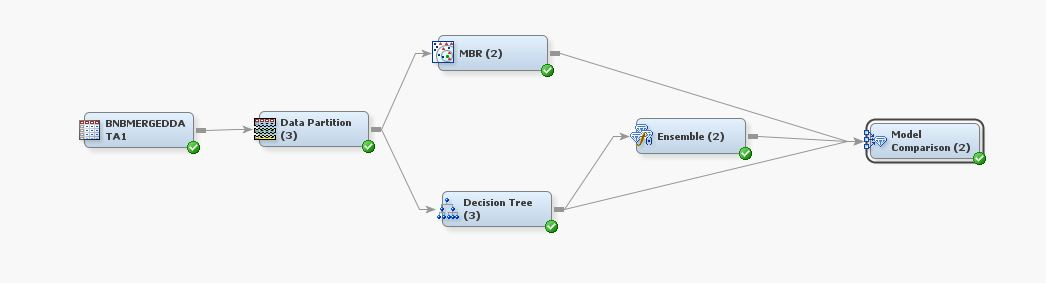 MBR (2)
BNBMERGEDDA
TA1
Data Partition
(3)
Ensemble (2)
Model
Comparison (2)
Decision Tree
(3)